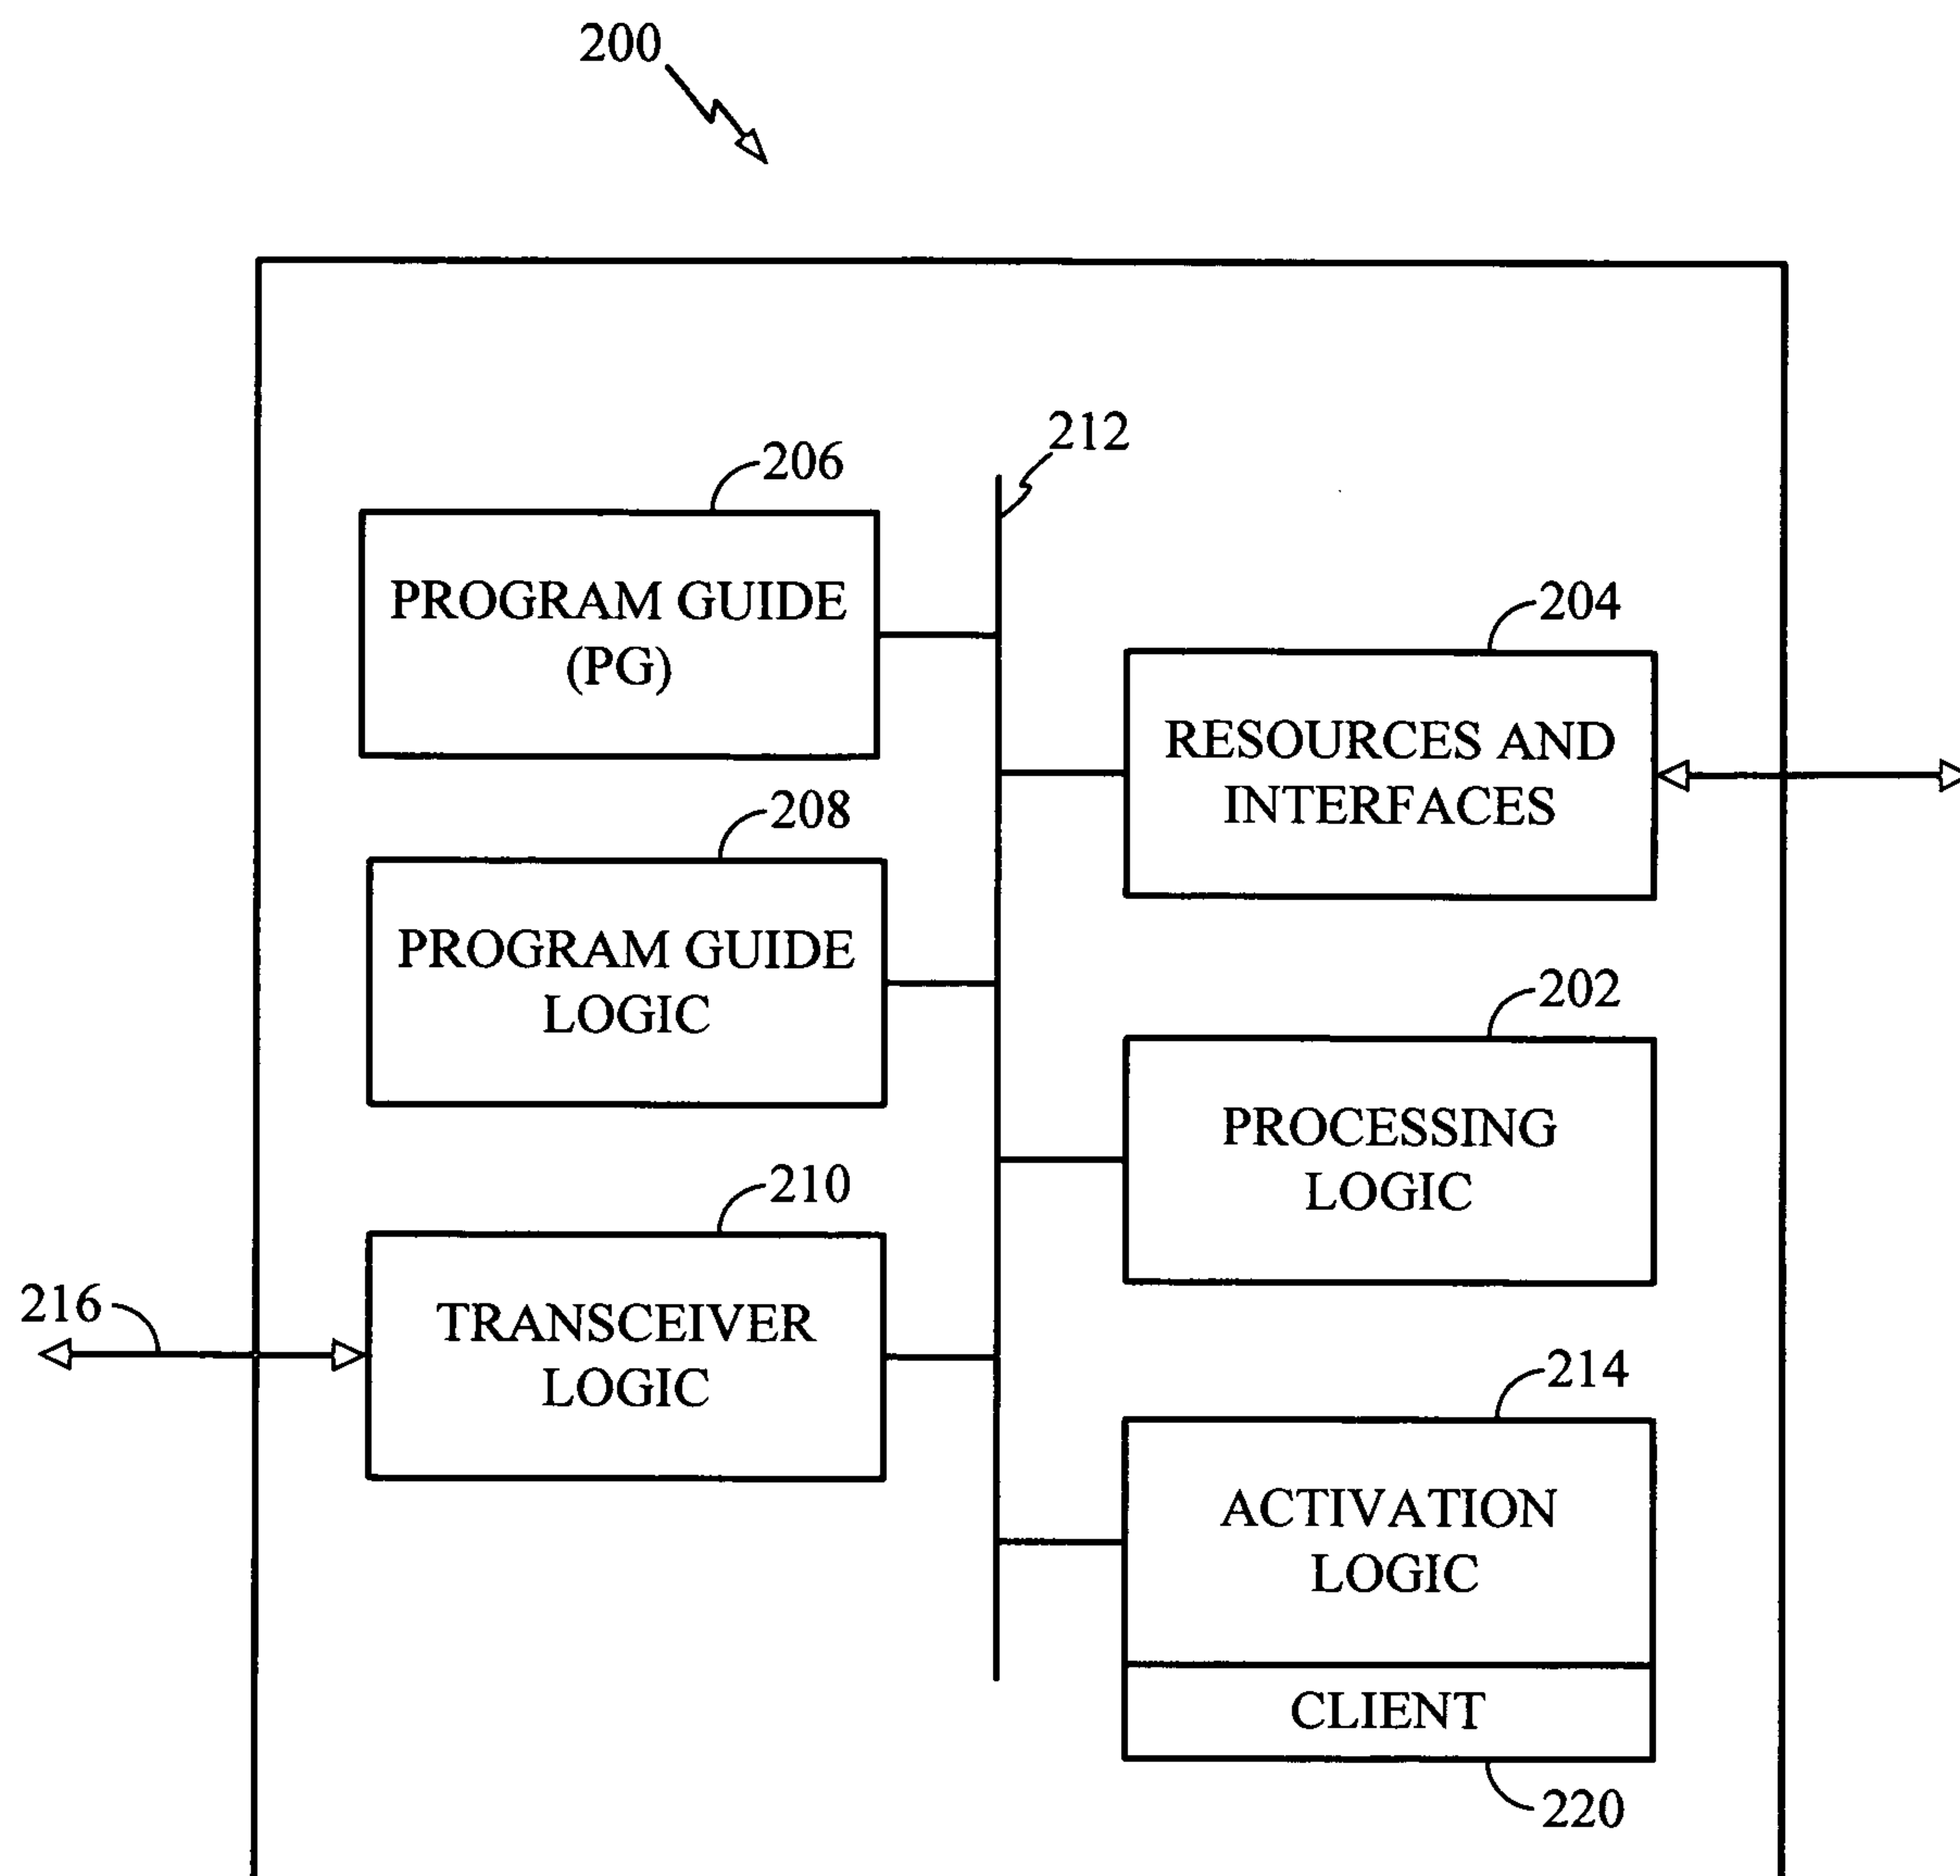 200
212
206
PROGRAM GUIDE
(PG)
204
RESOURCES AND
INTERFACES
208
PROGRAM GUIDE
LOGIC
202
PROCESSING
LOGIC
210
216
TRANSCEIVER
LOGIC
214
ACTIVATION
LOGIC
CLIENT
220